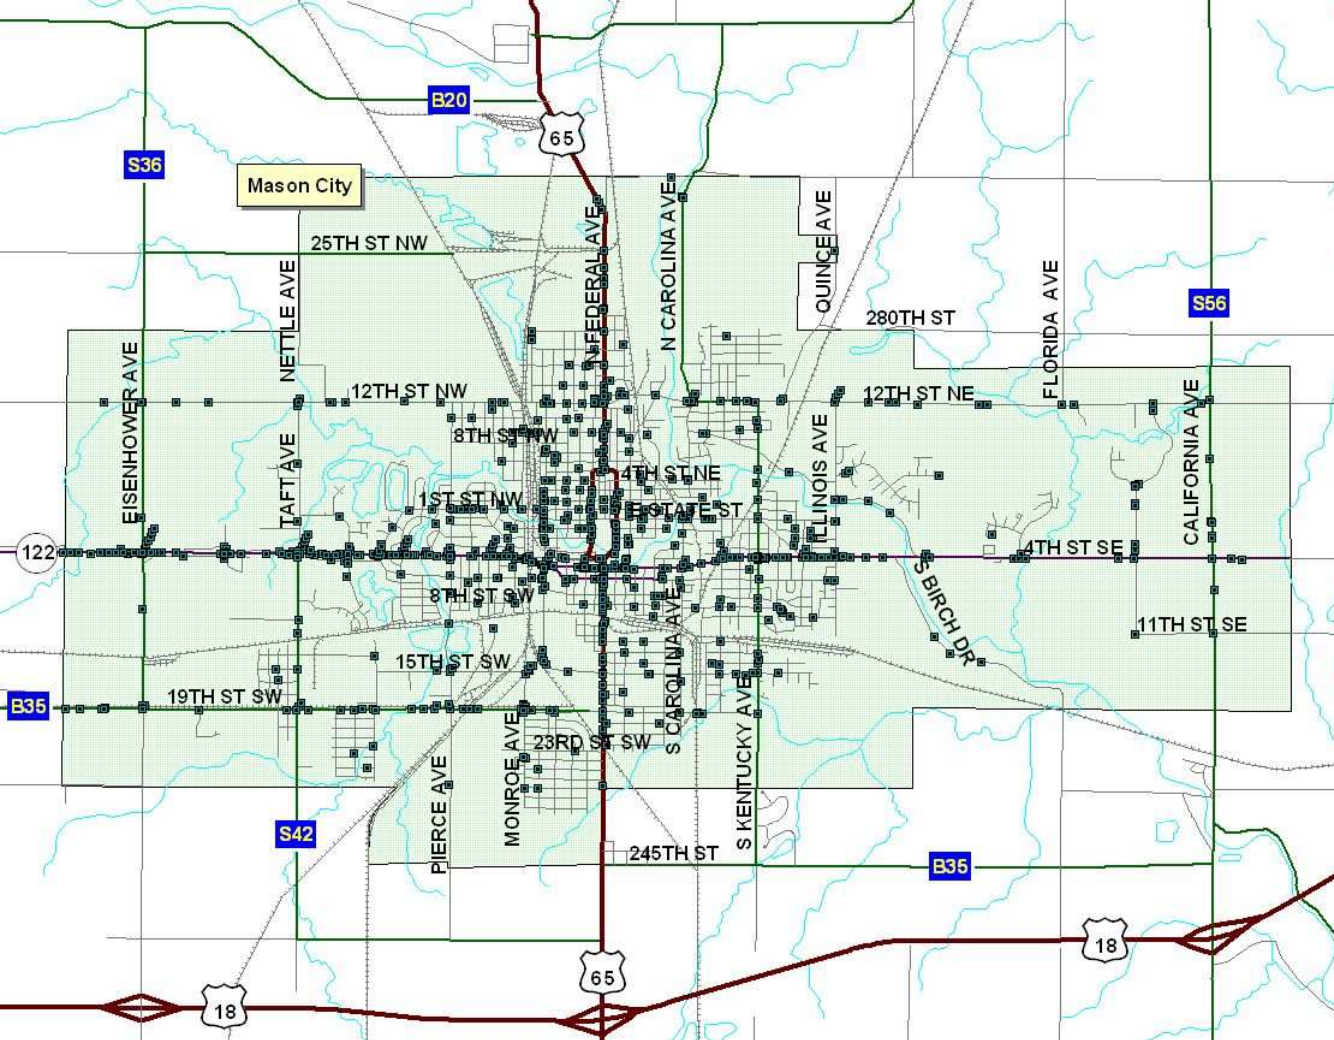 B20
65
S36
Mason City
25TH ST NW
N FEDERAL AVE
N CAROLINA AVE
QUINCE AVE
NETTLE AVE
FLORIDA AVE
S56
280TH ST
EISENHOWER AVE
12TH ST NW
12TH ST NE
CALIFORNIA AVE
8TH ST NW
TAFT AVE
ILLINOIS AVE
4TH ST NE
1ST ST NW
E STATE ST
122
4TH ST SE
8TH ST SW
S BIRCH DR
S CAROLINA AVE
11TH ST SE
15TH ST SW
19TH ST SW
B35
S KENTUCKY AVE
23RD ST SW
MONROE AVE
PIERCE AVE
S42
245TH ST
B35
18
65
18